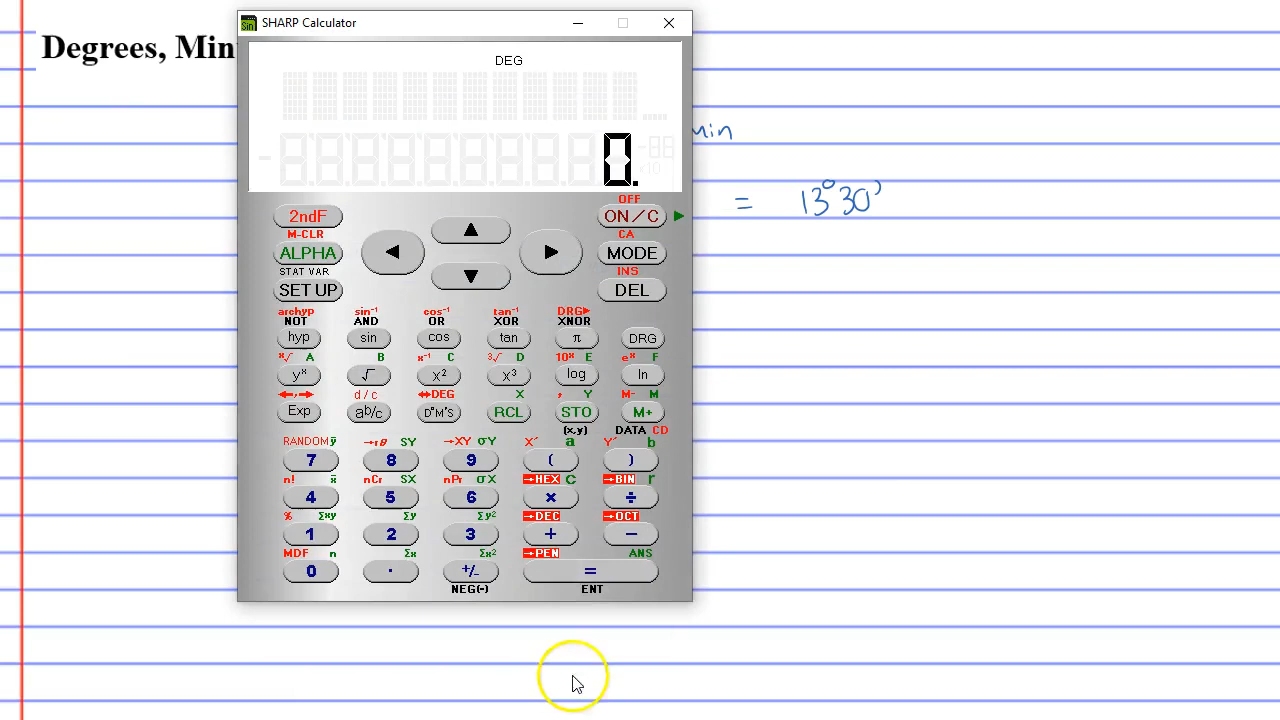 SHARP Calculator
Degrees, Min
DEG
0.
min
= 13°30'
OFF
2ndF ON/C
M-CLR CA
ALPHA MODE
STAT VAR INS
SET UP DEL
archyp sin⁻¹ cos⁻¹ tan⁻¹ DRG▶
NOT AND OR XOR XNOR
hyp sin cos tan π DRG
ˣ√ A B x⁻¹ C ³√ D 10ˣ E eˣ F
yˣ √ x² x³ log ln
←,→ d/c ↔DEG X , Y M- M
Exp ab/c D°M'S RCL STO M+
(x,y) DATA CD
RANDOM ȳ →rθ SY →XY σY X´ a Y´ b
7 8 9 ( )
n! x̄ nCr SX nPr σX →HEX C →BIN r
4 5 6 × ÷
% Σxy Σy Σy² →DEC →OCT
1 2 3 + −
MDF n Σx Σx² →PEN ANS
0 · +/- =
NEG(-) ENT